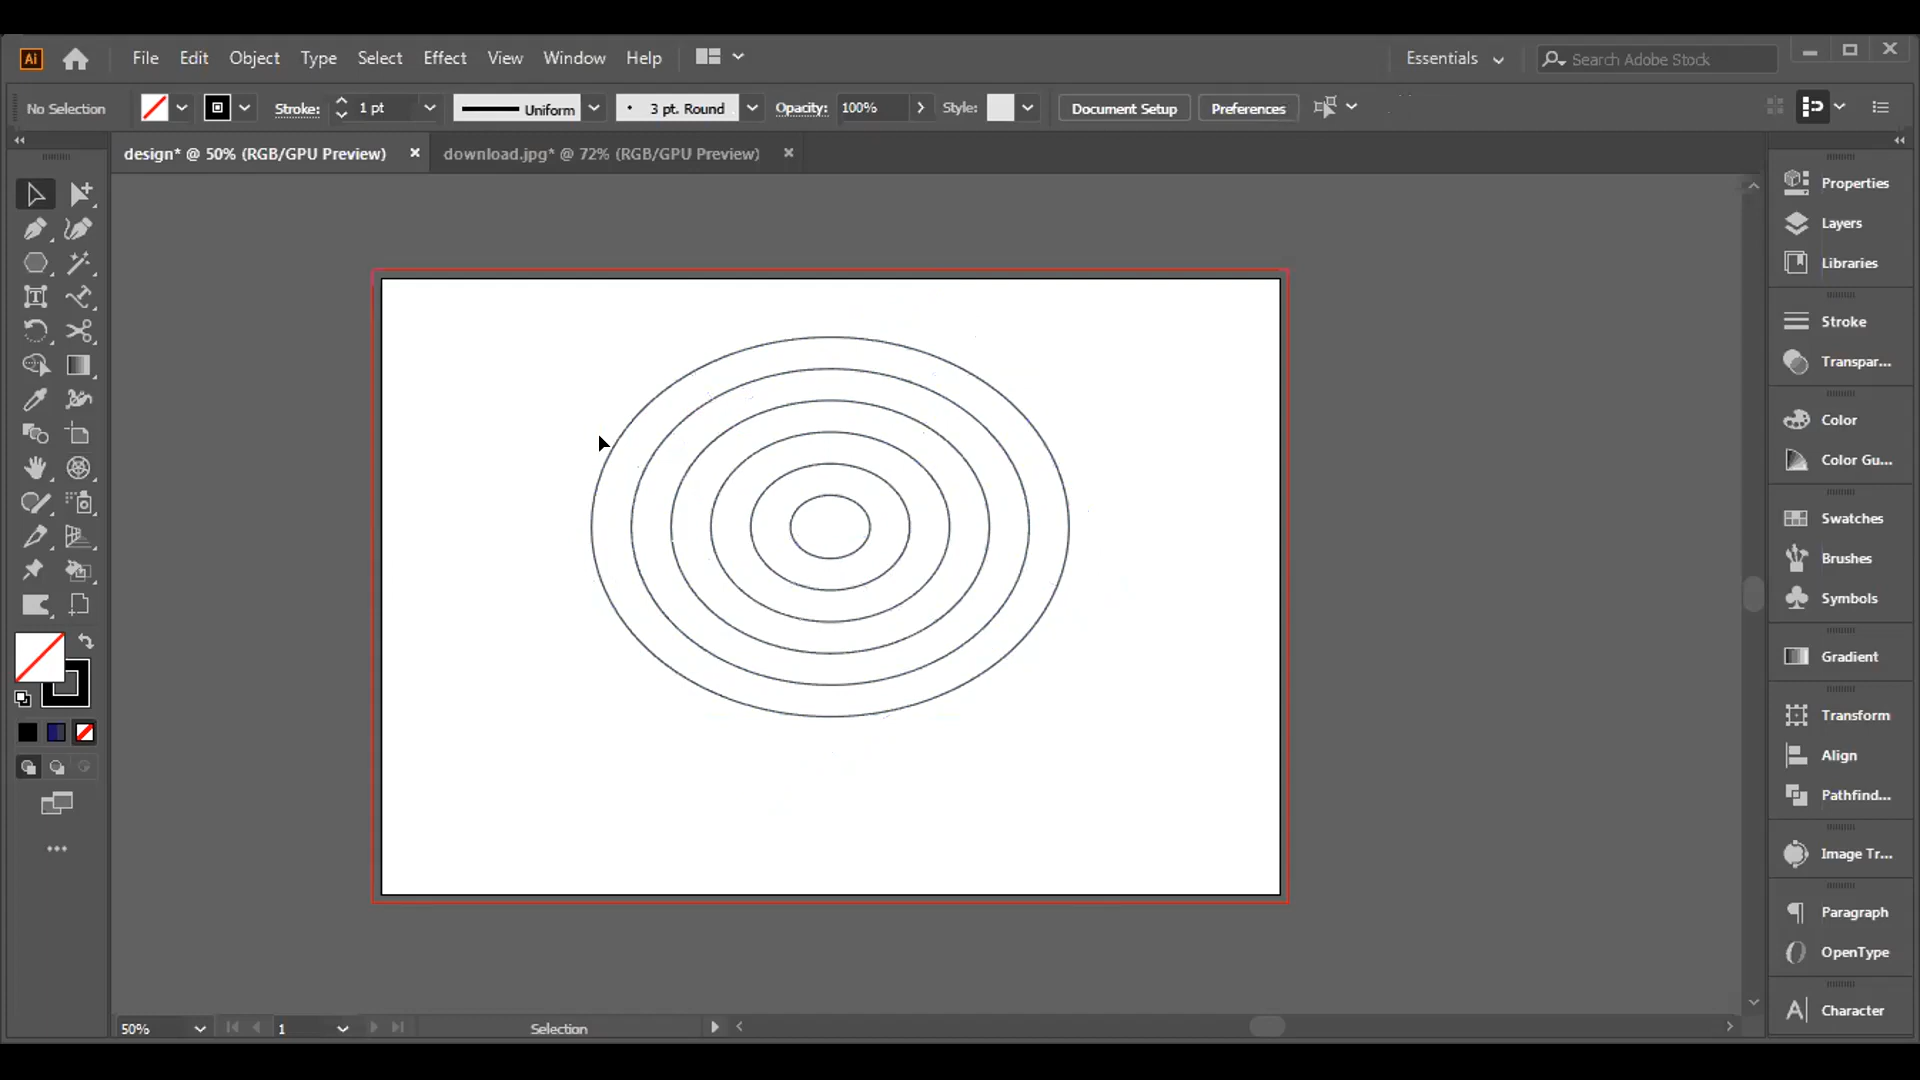 Ai File Edit Object Type Select Effect View Window Help Essentials Search Adobe Stock
No Selection Stroke: 1 pt Uniform 3 pt. Round Opacity: 100% Style: Document Setup Preferences
design* @ 50% (RGB/GPU Preview) download.jpg* @ 72% (RGB/GPU Preview)
Properties
Layers
Libraries
Stroke
Transpar...
Color
Color Gu...
Swatches
Brushes
Symbols
Gradient
Transform
Align
Pathfind...
Image Tr...
Paragraph
OpenType
Character
50% 1 Selection